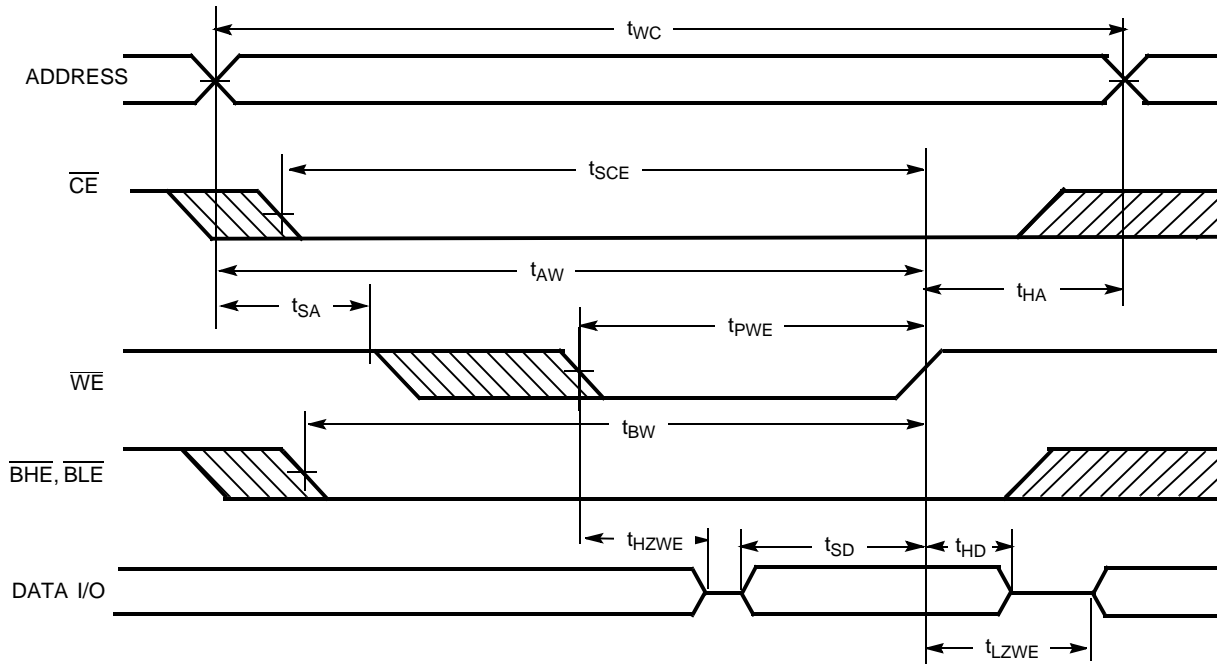 tWC
ADDRESS
tSCE
CE
tAW
tSA
tHA
tPWE
WE
tBW
BHE, BLE
tHZWE
tSD
tHD
DATA I/O
tLZWE